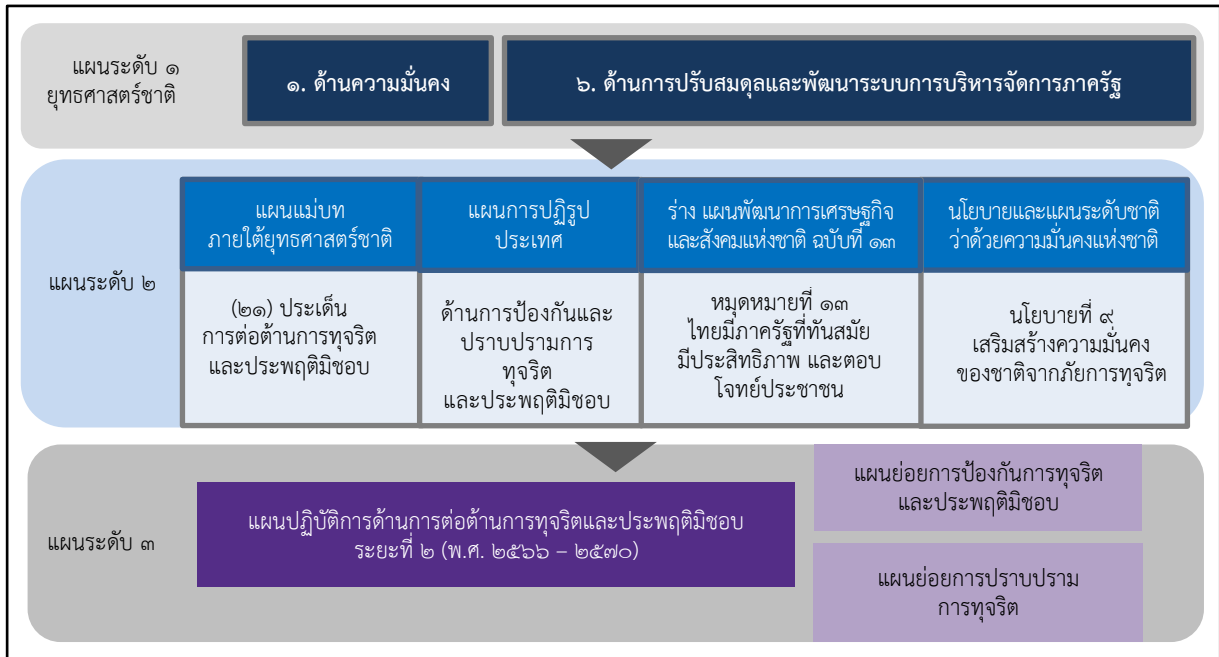 แผนระดับ ๑
ยุทธศาสตร์ชาติ
๑. ด้านความมั่นคง
๖. ด้านการปรับสมดุลและพัฒนาระบบการบริหารจัดการภาครัฐ
แผนระดับ ๒
แผนแม่บท
ภายใต้ยุทธศาสตร์ชาติ
แผนการปฏิรูป
ประเทศ
ร่าง แผนพัฒนาการเศรษฐกิจ
และสังคมแห่งชาติ ฉบับที่ ๑๓
นโยบายและแผนระดับชาติ
ว่าด้วยความมั่นคงแห่งชาติ
(๒๑) ประเด็น
การต่อต้านการทุจริต
และประพฤติมิชอบ
ด้านการป้องกันและ
ปราบปรามการ
ทุจริต
และประพฤติมิชอบ
หมุดหมายที่ ๑๓
ไทยมีภาครัฐที่ทันสมัย
มีประสิทธิภาพ และตอบ
โจทย์ประชาชน
นโยบายที่ ๙
เสริมสร้างความมั่นคง
ของชาติจากภัยการทุจริต
แผนระดับ ๓
แผนปฏิบัติการด้านการต่อต้านการทุจริตและประพฤติมิชอบ
ระยะที่ ๒ (พ.ศ. ๒๕๖๖ – ๒๕๗๐)
แผนย่อยการป้องกันการทุจริต
และประพฤติมิชอบ
แผนย่อยการปราบปราม
การทุจริต